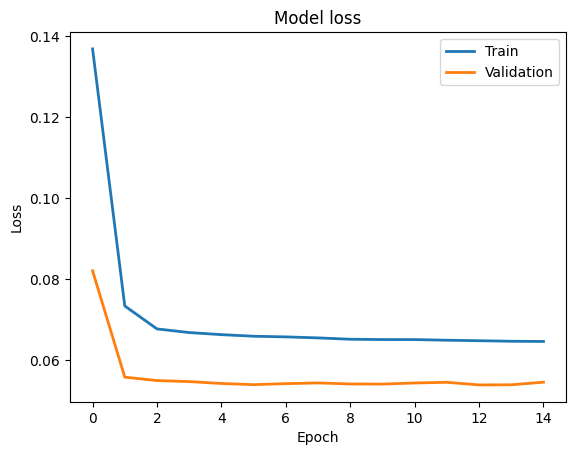 Model loss
Train
Validation
0.14
0.12
0.10
0.08
0.06
Loss
0 2 4 6 8 10 12 14
Epoch